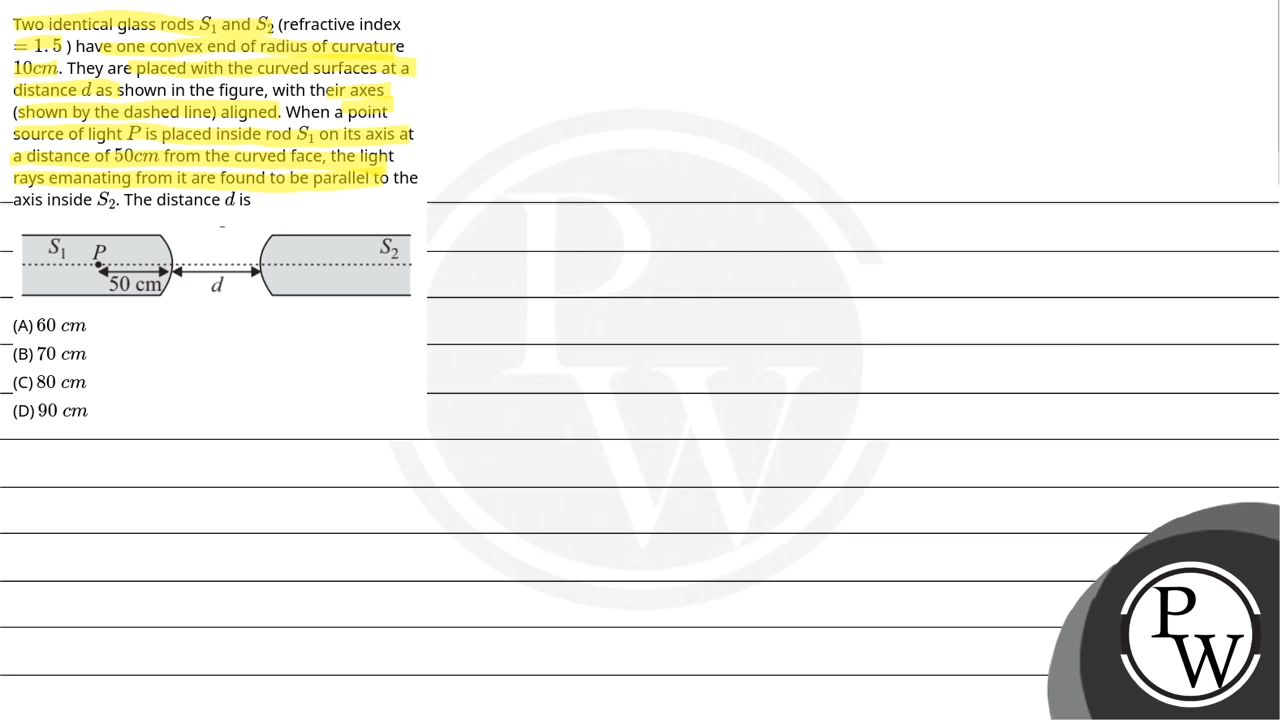 Two identical glass rods S₁ and S₂ (refractive index
= 1.5 ) have one convex end of radius of curvature
10cm. They are placed with the curved surfaces at a
distance d as shown in the figure, with their axes
(shown by the dashed line) aligned. When a point
source of light P is placed inside rod S₁ on its axis at
a distance of 50cm from the curved face, the light
rays emanating from it are found to be parallel to the
axis inside S₂. The distance d is
S₁ P S₂
50 cm d
(A) 60 cm
(B) 70 cm
(C) 80 cm
(D) 90 cm
P
W
P
W